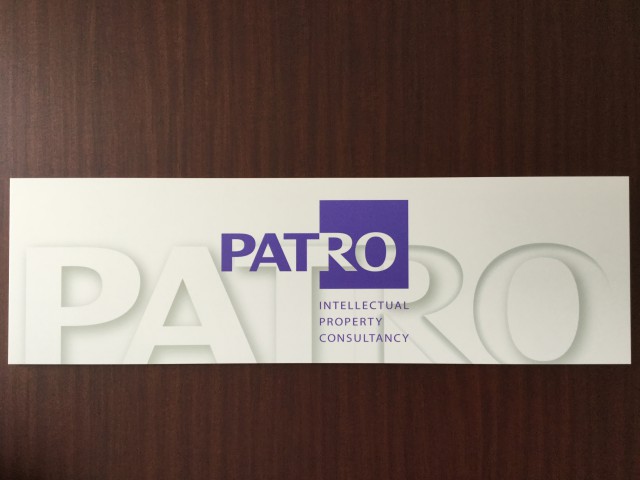 PATRO
PATRO
INTELLECTUAL
PROPERTY
CONSULTANCY